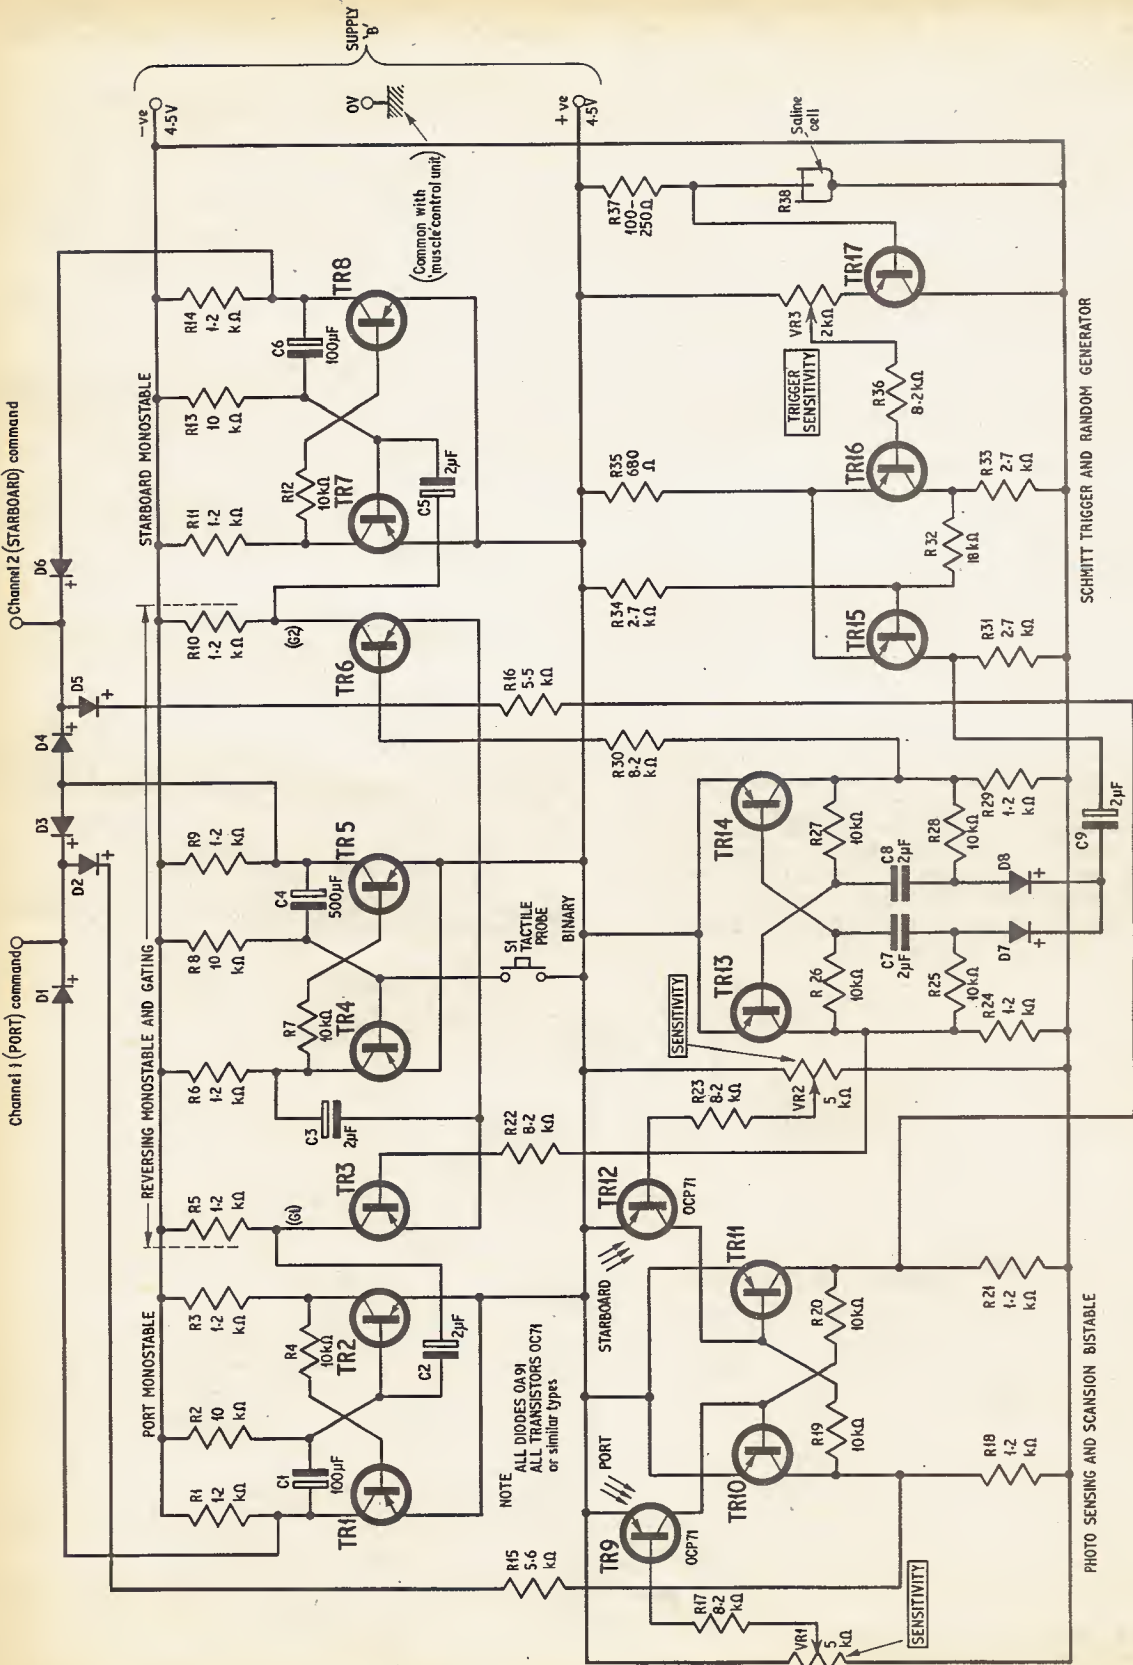 Channel 1 (PORT) command
Channel 2 (STARBOARD) command
D1
D2
+
D3
+
D4
+
D5
+
D6
+
PORT MONOSTABLE
REVERSING MONOSTABLE AND GATING
STARBOARD MONOSTABLE
−ve
4·5V
SUPPLY
'B'
0V
(Common with
'muscle' control unit)
+ve
4·5V
R1
1·2
kΩ
R2
10
kΩ
R3
1·2
kΩ
R4
10kΩ
C1
100µF
TR1
TR2
C2
2µF
R5
1·2
kΩ
(G1)
TR3
R6
1·2
kΩ
C3
2µF
R7
10kΩ
R8
10
kΩ
R9
1·2
kΩ
C4
500µF
TR4
TR5
R10
1·2
kΩ
(G2)
TR6
R11
1·2
kΩ
R12
10kΩ
R13
10
kΩ
R14
1·2
kΩ
C6
100µF
TR7
TR8
C5
2µF
R15
5·6
kΩ
NOTE
ALL DIODES OA91
ALL TRANSISTORS OC71
or similar types
R22
8·2
kΩ
S1
TACTILE
PROBE
BINARY
R16
5·5
kΩ
R30
8·2
kΩ
TR9
OCP71
PORT
STARBOARD
TR12
OCP71
R17
8·2
kΩ
VR1
5
kΩ
SENSITIVITY
TR10
TR11
R19
10kΩ
R20
10kΩ
R18
1·2
kΩ
R21
1·2
kΩ
R23
8·2
kΩ
VR2
5
kΩ
SENSITIVITY
PHOTO SENSING AND SCANSION BISTABLE
TR13
TR14
R26
10kΩ
R27
10kΩ
C7
2µF
C8
2µF
R25
10kΩ
R28
10kΩ
R24
1·2
kΩ
R29
1·2
kΩ
D7
+
D8
+
C9
2µF
R34
2·7
kΩ
R35
680
Ω
TR15
TR16
R31
2·7
kΩ
R32
18kΩ
R33
2·7
kΩ
R36
8·2kΩ
TRIGGER
SENSITIVITY
VR3
2kΩ
TR17
R37
100–
250Ω
R38
Saline
cell
SCHMITT TRIGGER AND RANDOM GENERATOR